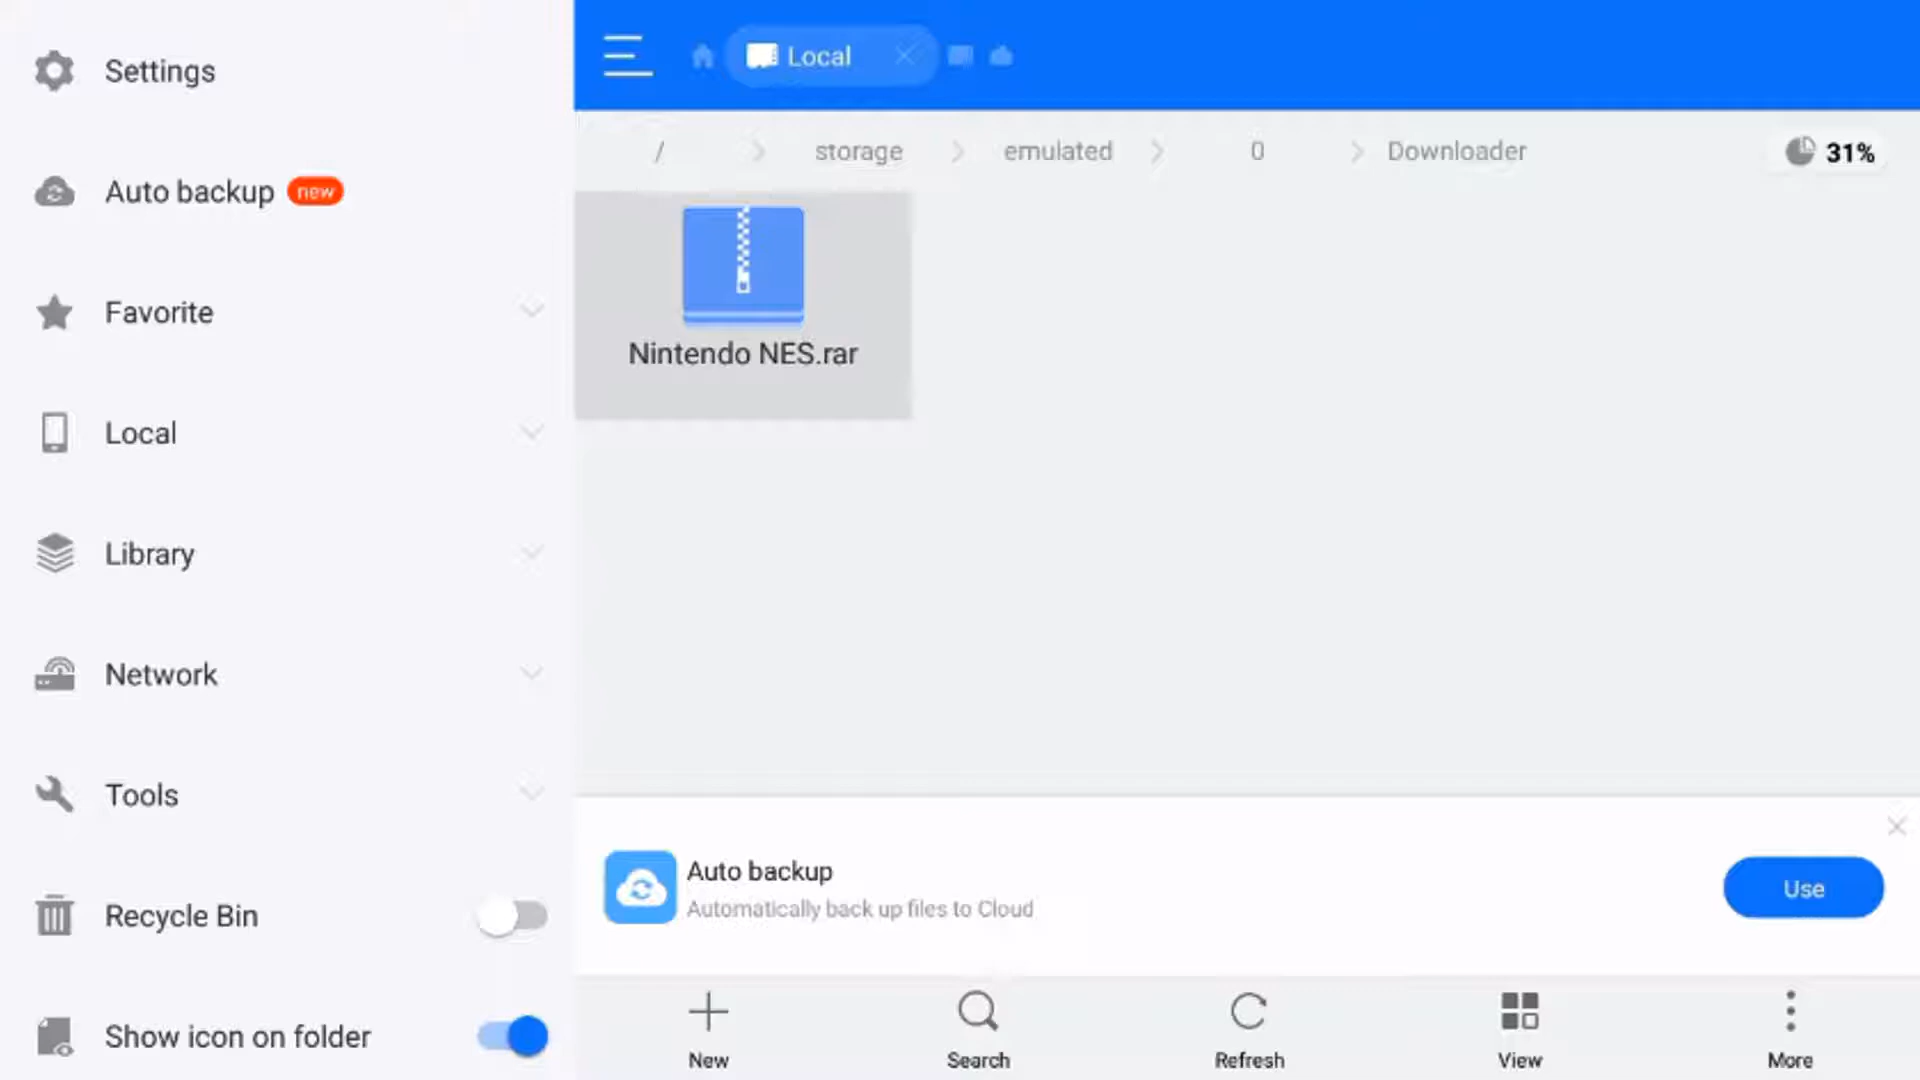 Settings
Auto backup new
Favorite
Local
Library
Network
Tools
Recycle Bin
Show icon on folder
Local
/ storage emulated 0 Downloader 31%
Nintendo NES.rar
Auto backup
Automatically back up files to Cloud
Use
New Search Refresh View More